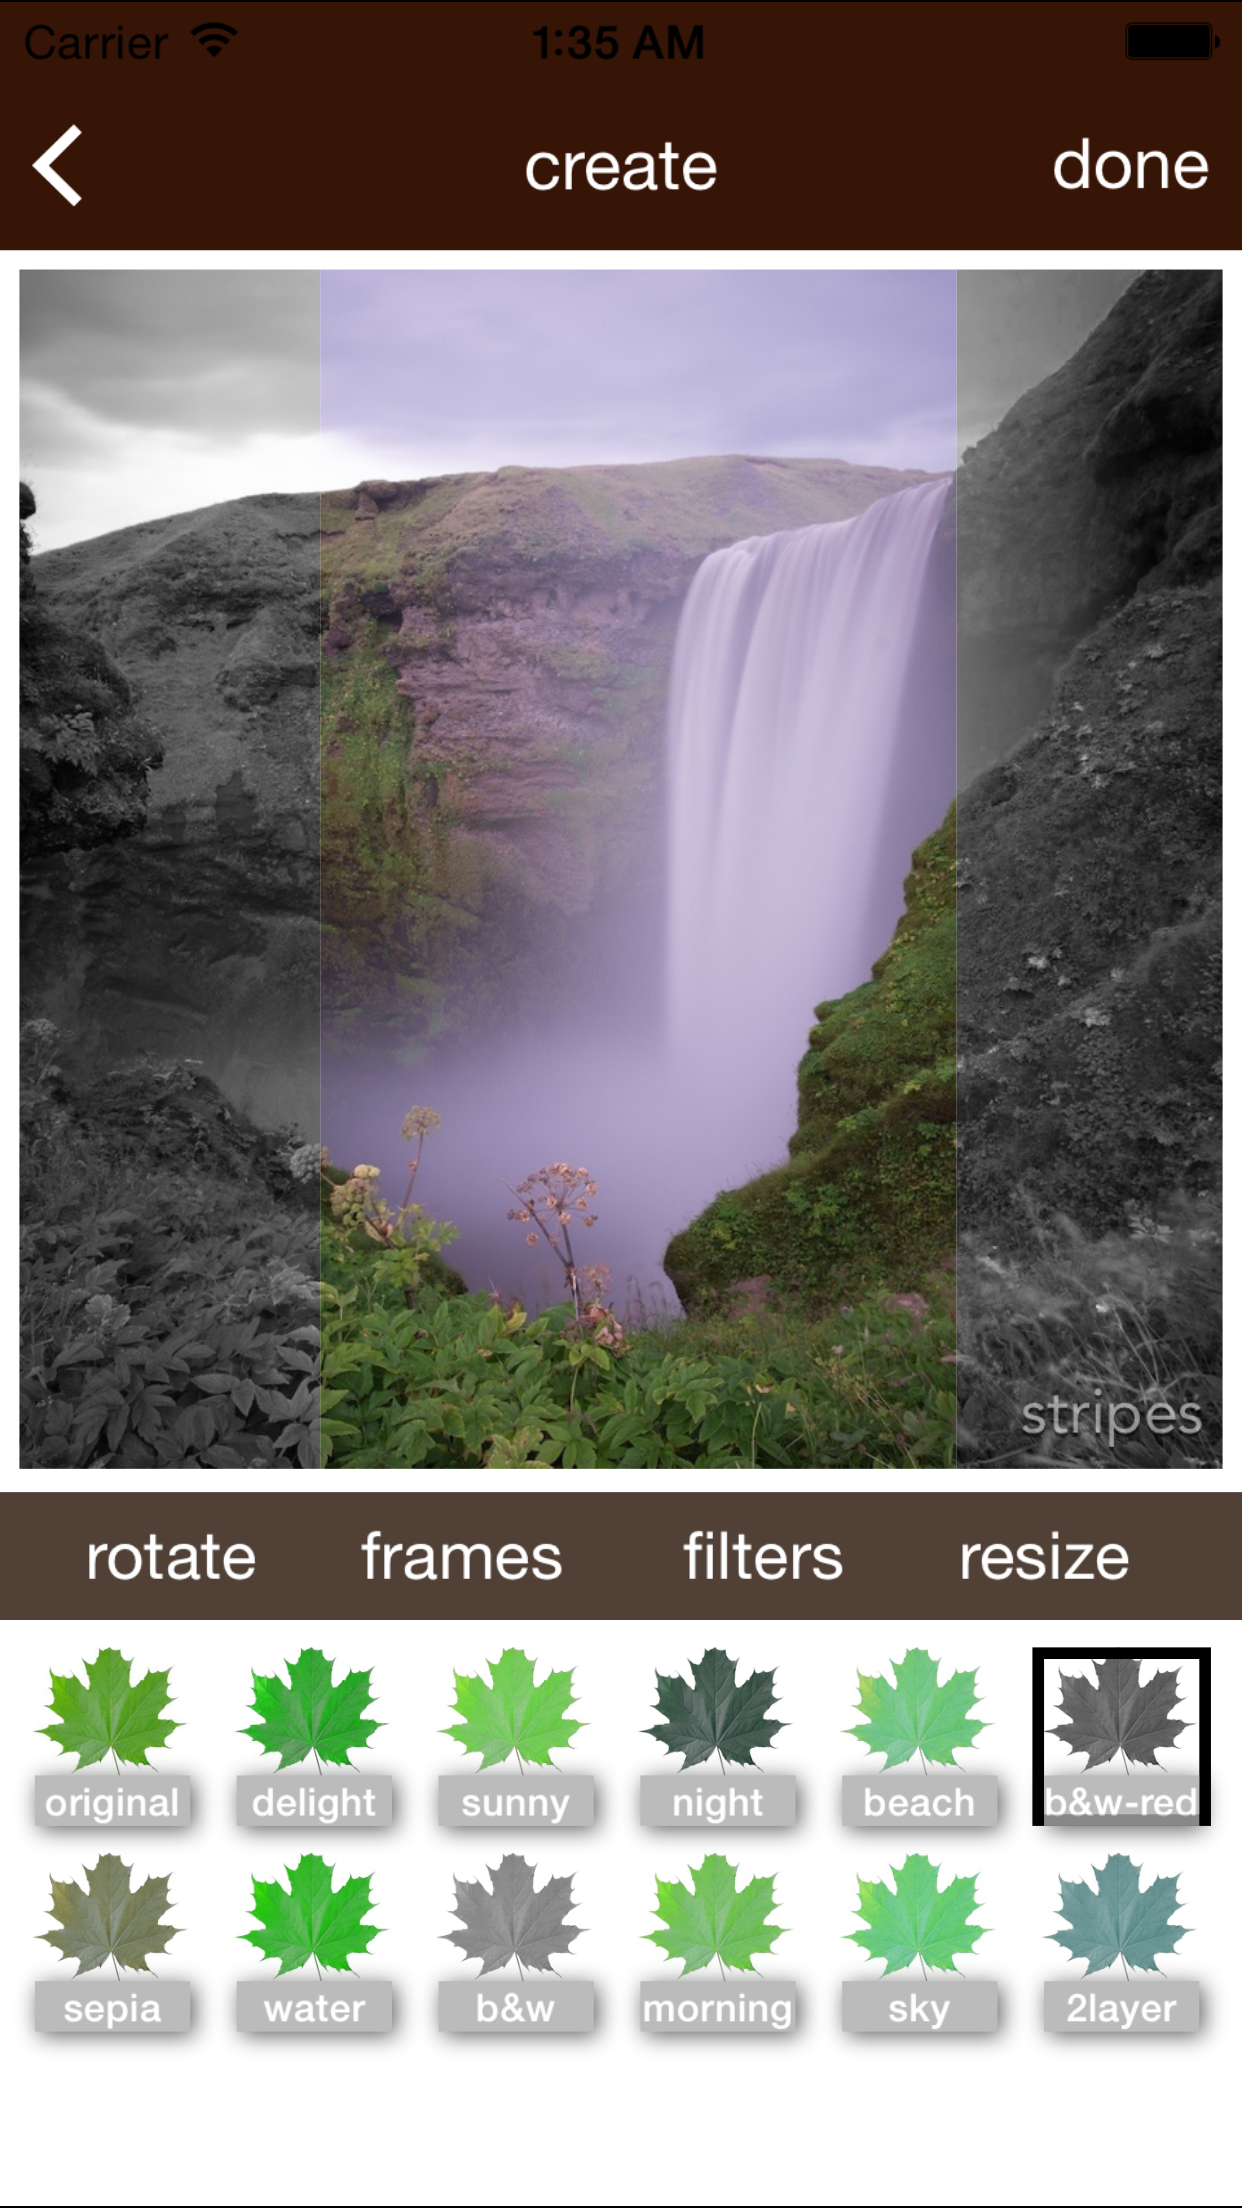 Carrier 1:35 AM
create done
stripes
rotate frames filters resize
original delight sunny night beach b&w-red
sepia water b&w morning sky 2layer